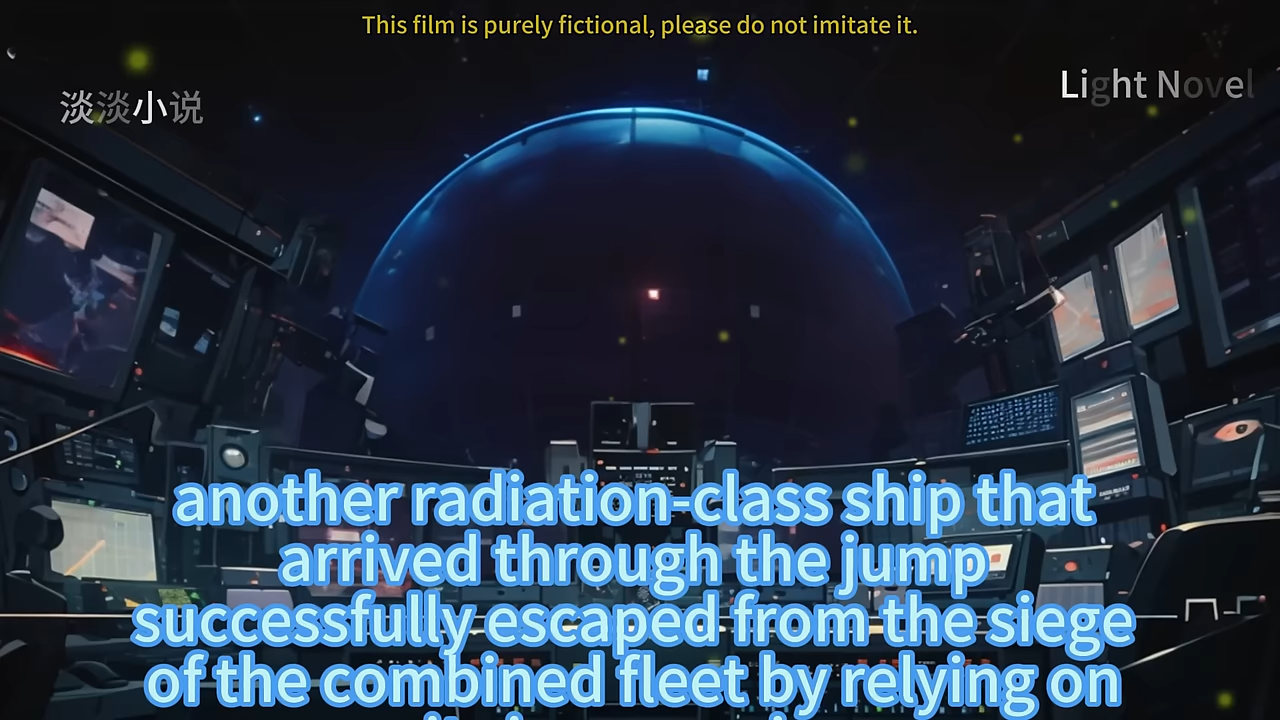 This film is purely fictional, please do not imitate it.
Light Novel
淡淡小说
another radiation-class ship that
arrived through the jump
successfully escaped from the siege
of the combined fleet by relying on